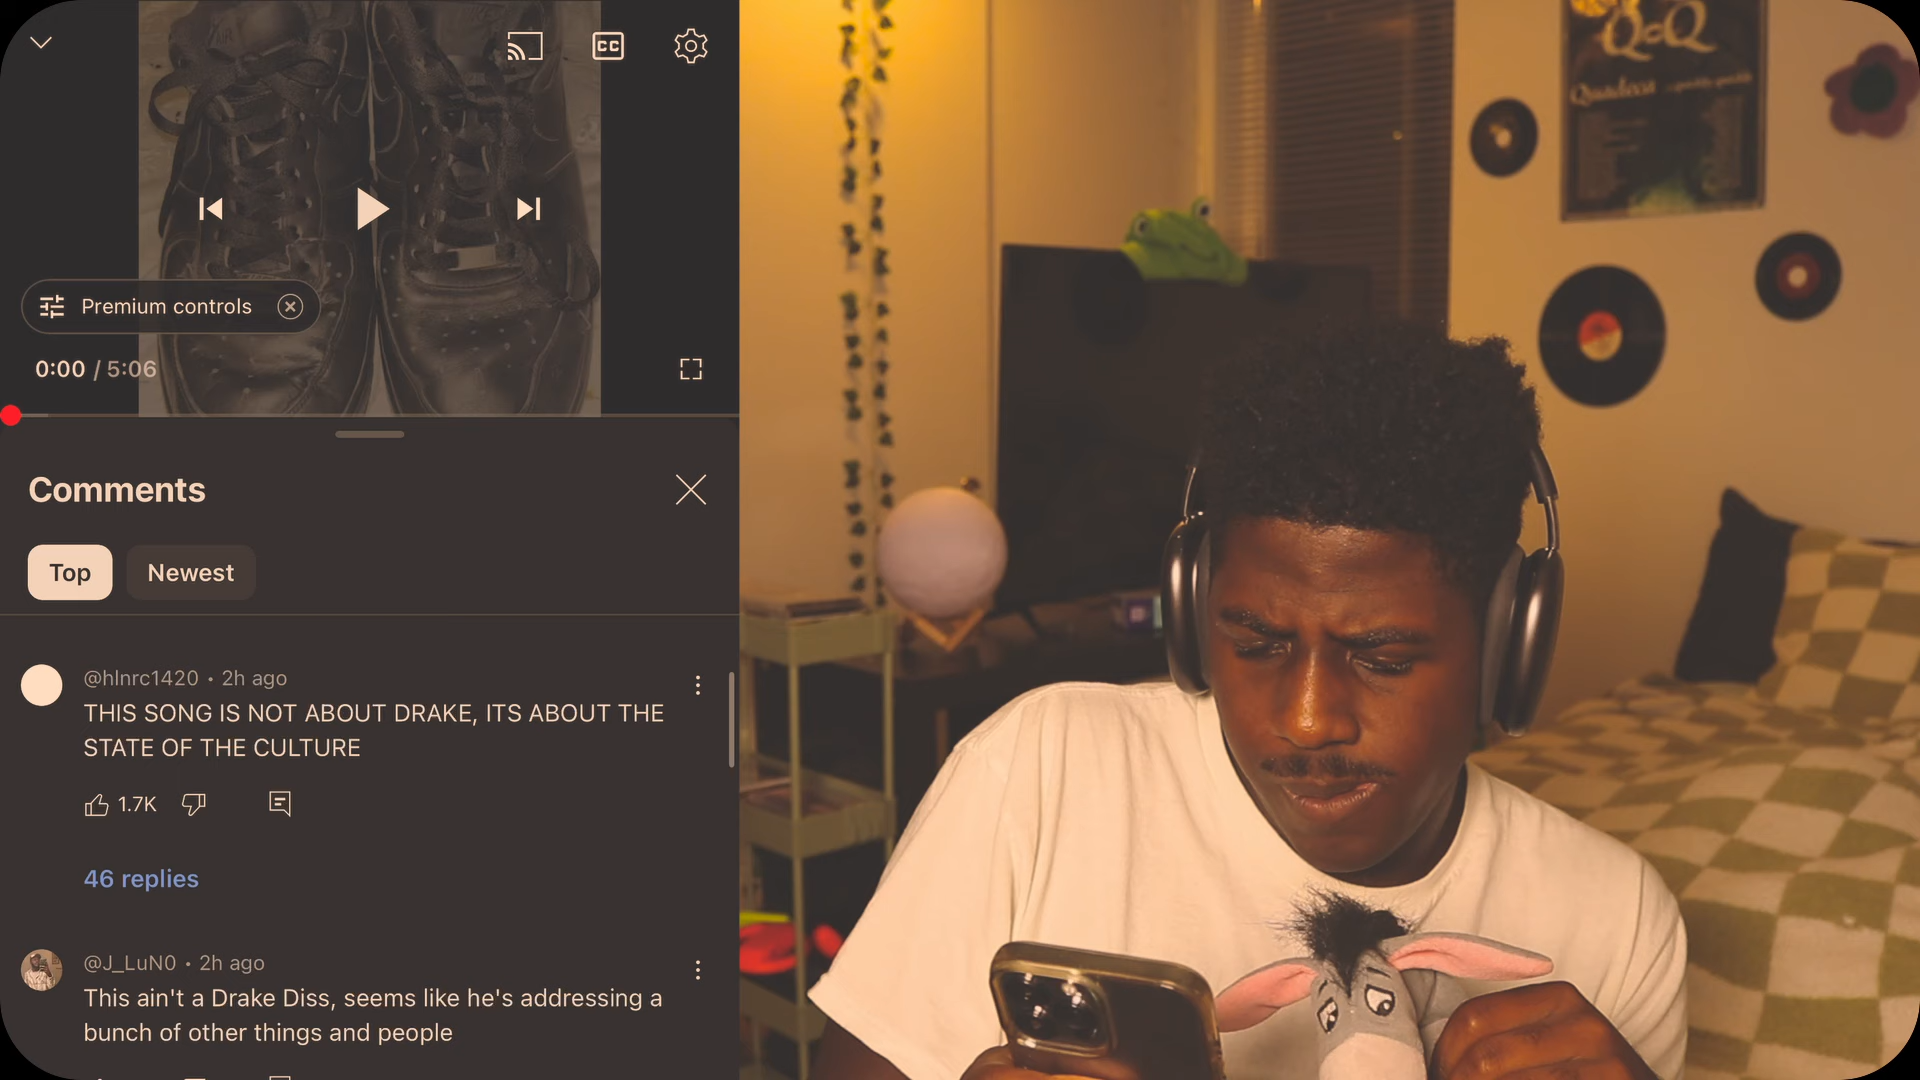 CC
Premium controls
0:00 / 5:06
Comments
Top
Newest
@hlnrc1420 • 2h ago
THIS SONG IS NOT ABOUT DRAKE, ITS ABOUT THE
STATE OF THE CULTURE
1.7K
46 replies
@J_LuN0 • 2h ago
This ain't a Drake Diss, seems like he's addressing a
bunch of other things and people
Quadeca